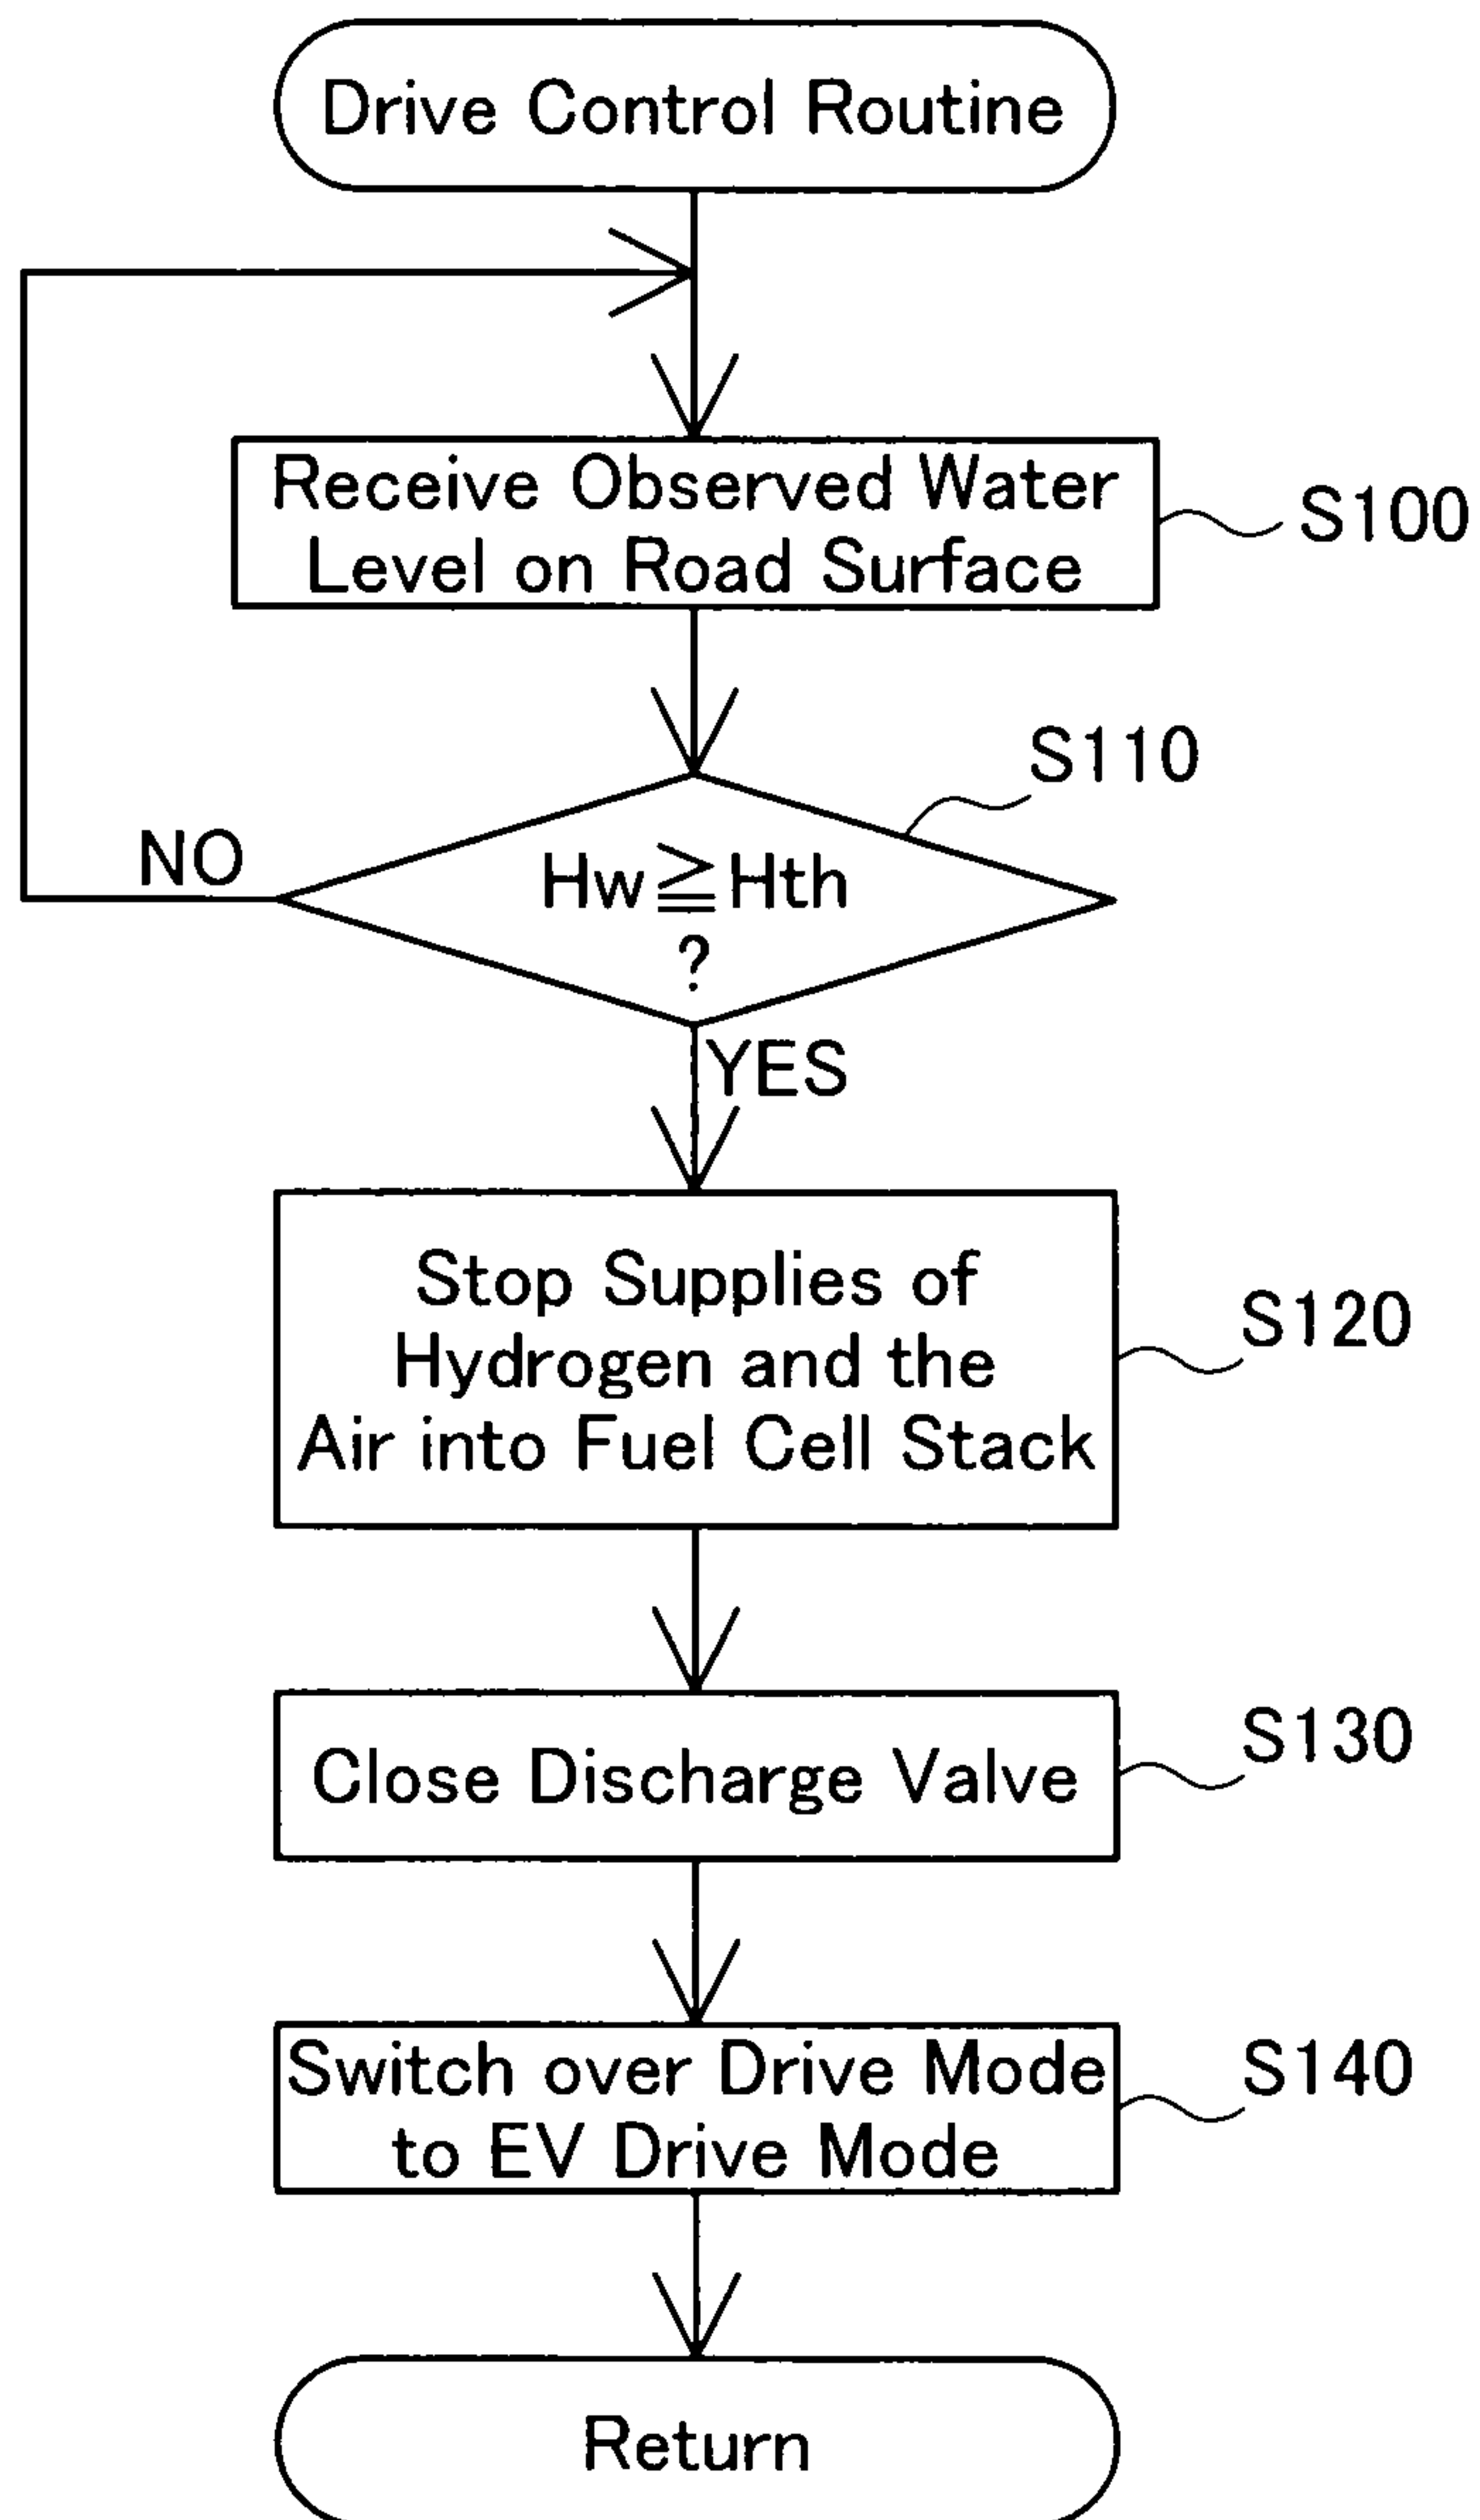 Drive Control Routine
Receive Observed Water
Level on Road Surface
S100
S110
NO
Hw≧Hth
?
YES
Stop Supplies of
Hydrogen and the
Air into Fuel Cell Stack
S120
Close Discharge Valve
S130
Switch over Drive Mode
to EV Drive Mode
S140
Return